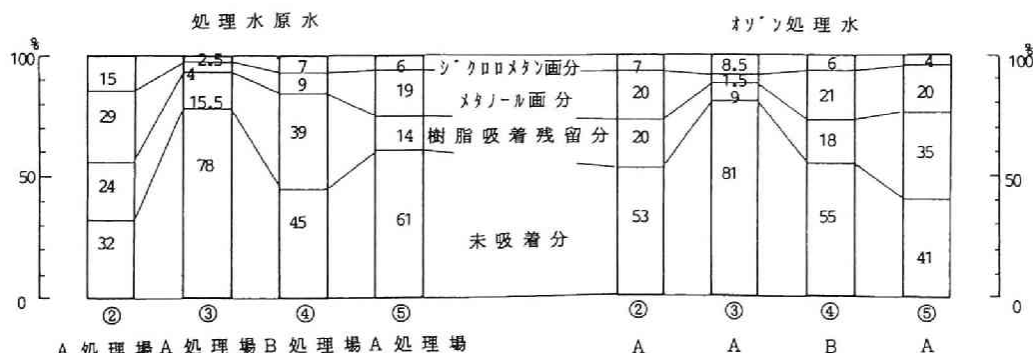 処理水原水 オゾン処理水
% %
100 2.5 7 6 ジクロロメタン画分 7 8.5 6 4 100
15 4 9 1.5
29 15.5 19 メタノール画分 20 9 21 20
39 14 樹脂吸着残留分 20 18 35
50 78 81 50
24
32 45 61 未吸着分 53 55 41
0 0
② ③ ④ ⑤ ② ③ ④ ⑤
A処理場 A処理場 B処理場 A処理場 A A B A